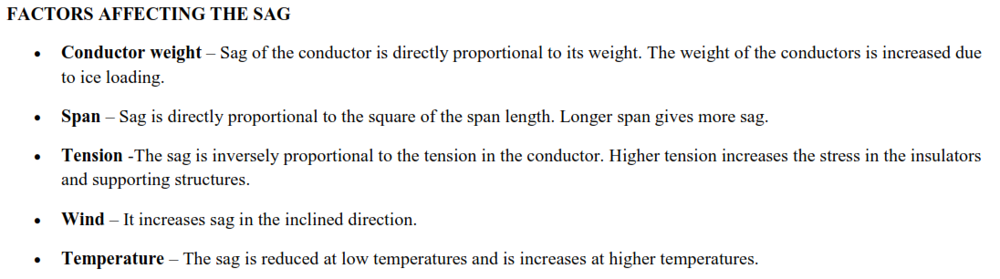 FACTORS AFFECTING THE SAG
• Conductor weight – Sag of the conductor is directly proportional to its weight. The weight of the conductors is increased due
to ice loading.
• Span – Sag is directly proportional to the square of the span length. Longer span gives more sag.
• Tension -The sag is inversely proportional to the tension in the conductor. Higher tension increases the stress in the insulators
and supporting structures.
• Wind – It increases sag in the inclined direction.
• Temperature – The sag is reduced at low temperatures and is increases at higher temperatures.